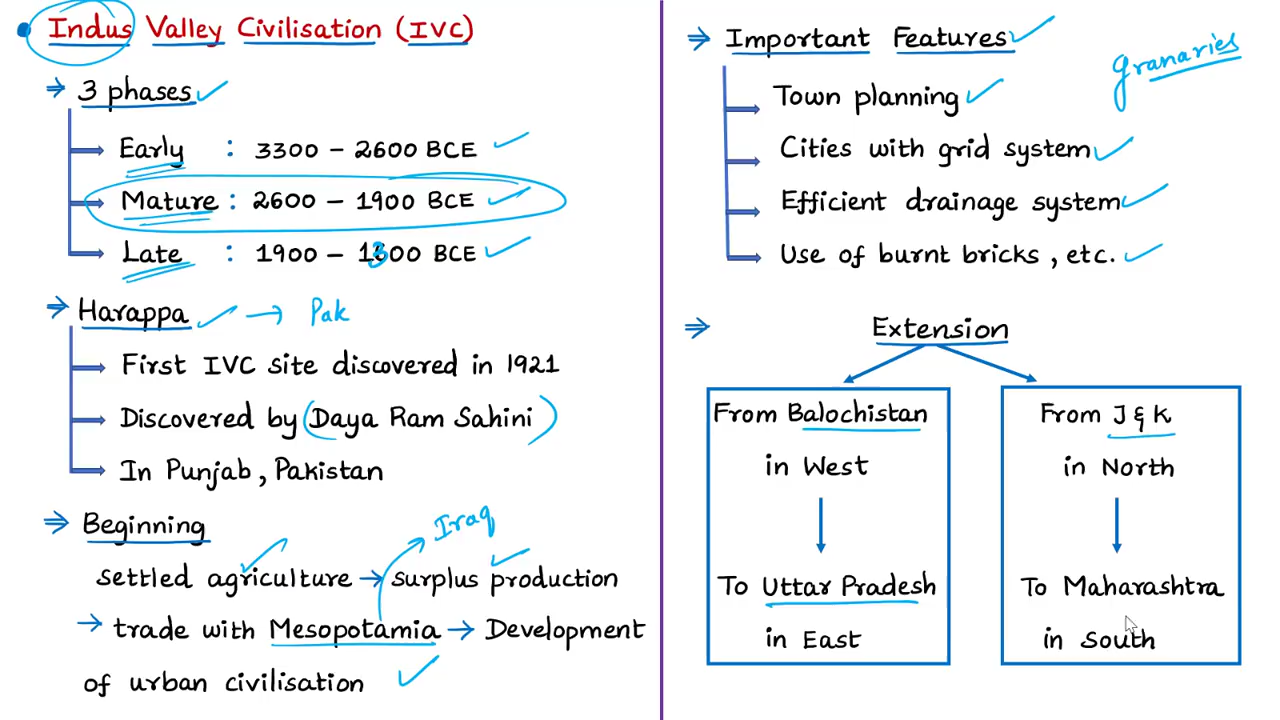 Indus Valley Civilisation (IVC)
⇒ 3 phases
Early : 3300 – 2600 BCE
Mature : 2600 – 1900 BCE
Late : 1900 – 1300 BCE
⇒ Harappa → Pak
First IVC site discovered in 1921
Discovered by (Daya Ram Sahini)
In Punjab, Pakistan
⇒ Beginning
Iraq
settled agriculture → surplus production
→ trade with Mesopotamia → Development
of urban civilisation
⇒ Important Features
Granaries
Town planning
Cities with grid system
Efficient drainage system
Use of burnt bricks, etc.
⇒ Extension
From Balochistan
in West
To Uttar Pradesh
in East
From J & K
in North
To Maharashtra
in South